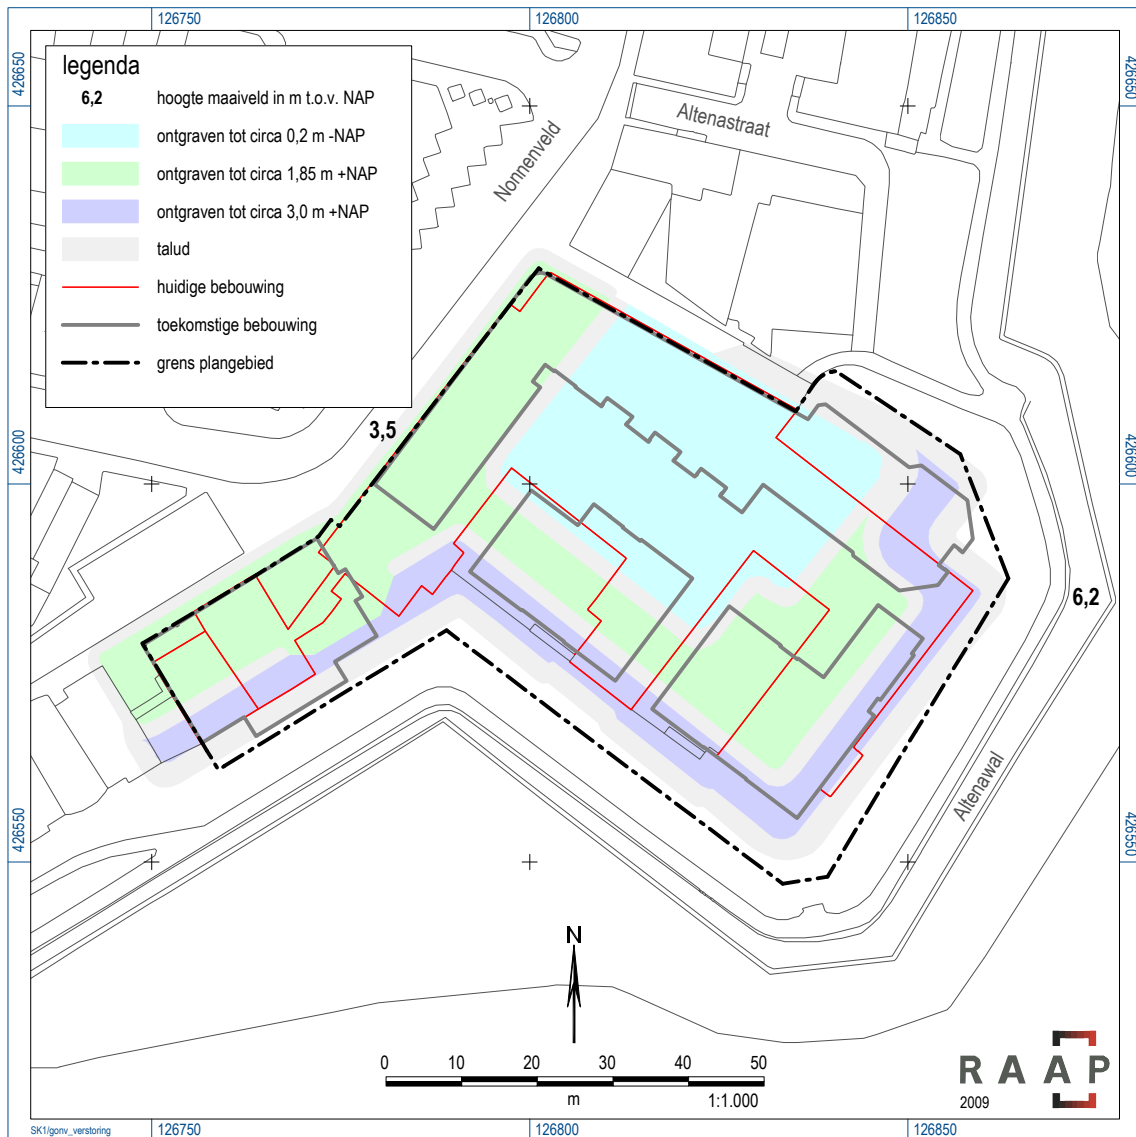 126750
126800
126850
426650
426650
legenda
6,2 hoogte maaiveld in m t.o.v. NAP
ontgraven tot circa 0,2 m -NAP
ontgraven tot circa 1,85 m +NAP
ontgraven tot circa 3,0 m +NAP
talud
huidige bebouwing
toekomstige bebouwing
grens plangebied
Altenastraat
Nonnenveld
3,5
426600
426600
6,2
Altenawal
426550
426550
N
0 10 20 30 40 50
m 1:1.000
RAAP
2009
SK1/gonv_verstoring
126750
126800
126850